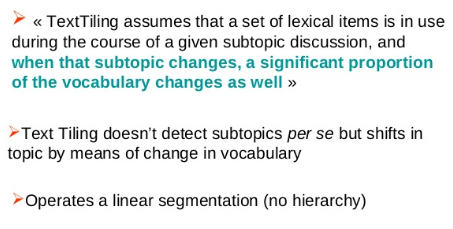 « TextTiling assumes that a set of lexical items is in use
during the course of a given subtopic discussion, and
when that subtopic changes, a significant proportion
of the vocabulary changes as well »
Text Tiling doesn't detect subtopics per se but shifts in
topic by means of change in vocabulary
Operates a linear segmentation (no hierarchy)